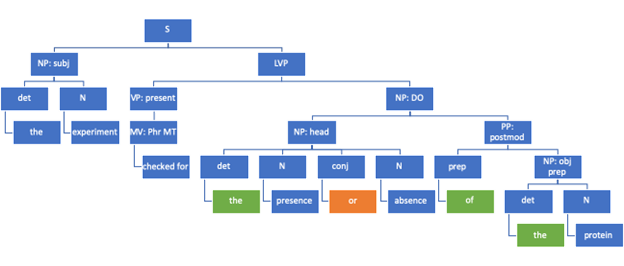 S
NP: subj LVP
det N VP: present NP: DO
the experiment MV: Phr MT NP: head PP: postmod
checked for det N conj N prep NP: obj prep
the presence or absence of det N
the protein